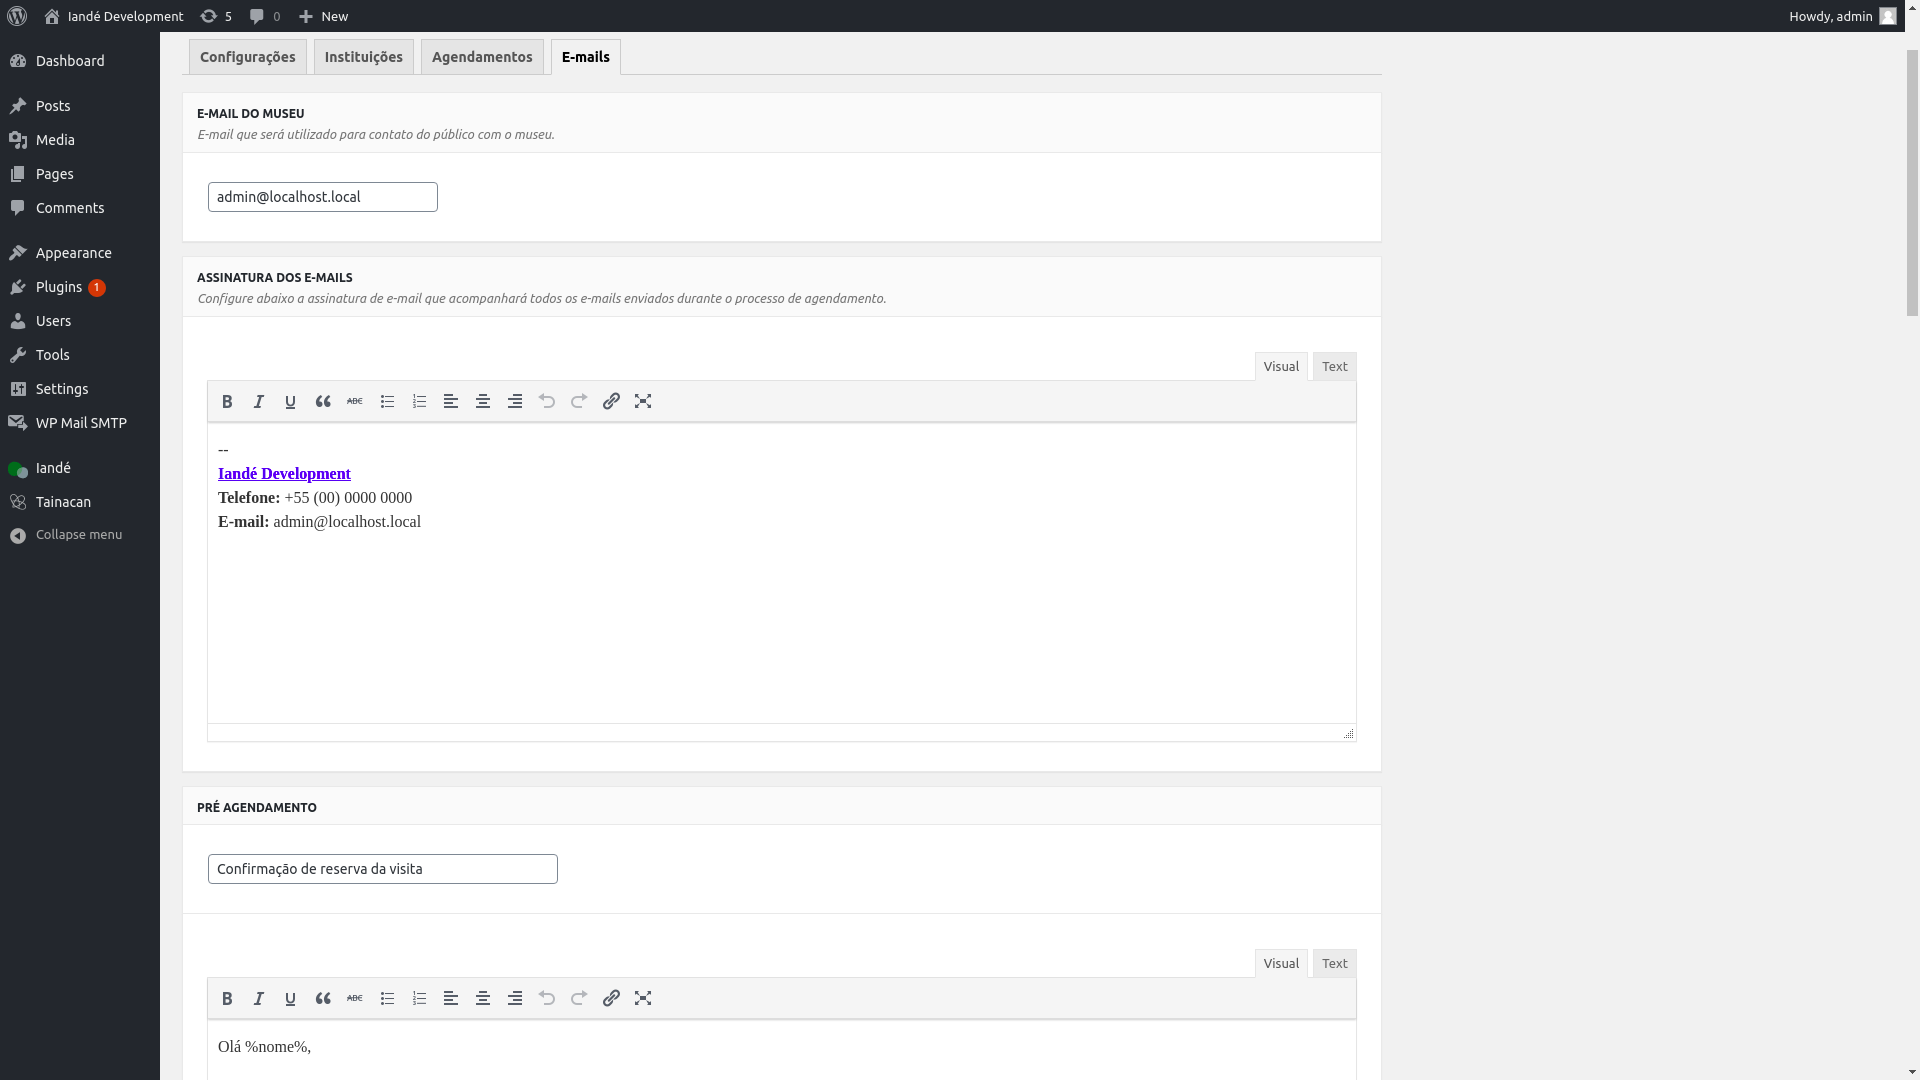 Iandé Development 5 0 New Howdy, admin
Dashboard
Posts
Media
Pages
Comments
Appearance
Plugins 1
Users
Tools
Settings
WP Mail SMTP
Iandé
Tainacan
Collapse menu
Configurações Instituições Agendamentos E-mails
E-MAIL DO MUSEU
E-mail que será utilizado para contato do público com o museu.
admin@localhost.local
ASSINATURA DOS E-MAILS
Configure abaixo a assinatura de e-mail que acompanhará todos os e-mails enviados durante o processo de agendamento.
Visual Text
B I U ABC
--
Iandé Development
Telefone: +55 (00) 0000 0000
E-mail: admin@localhost.local
PRÉ AGENDAMENTO
Confirmação de reserva da visita
Visual Text
B I U ABC
Olá %nome%,